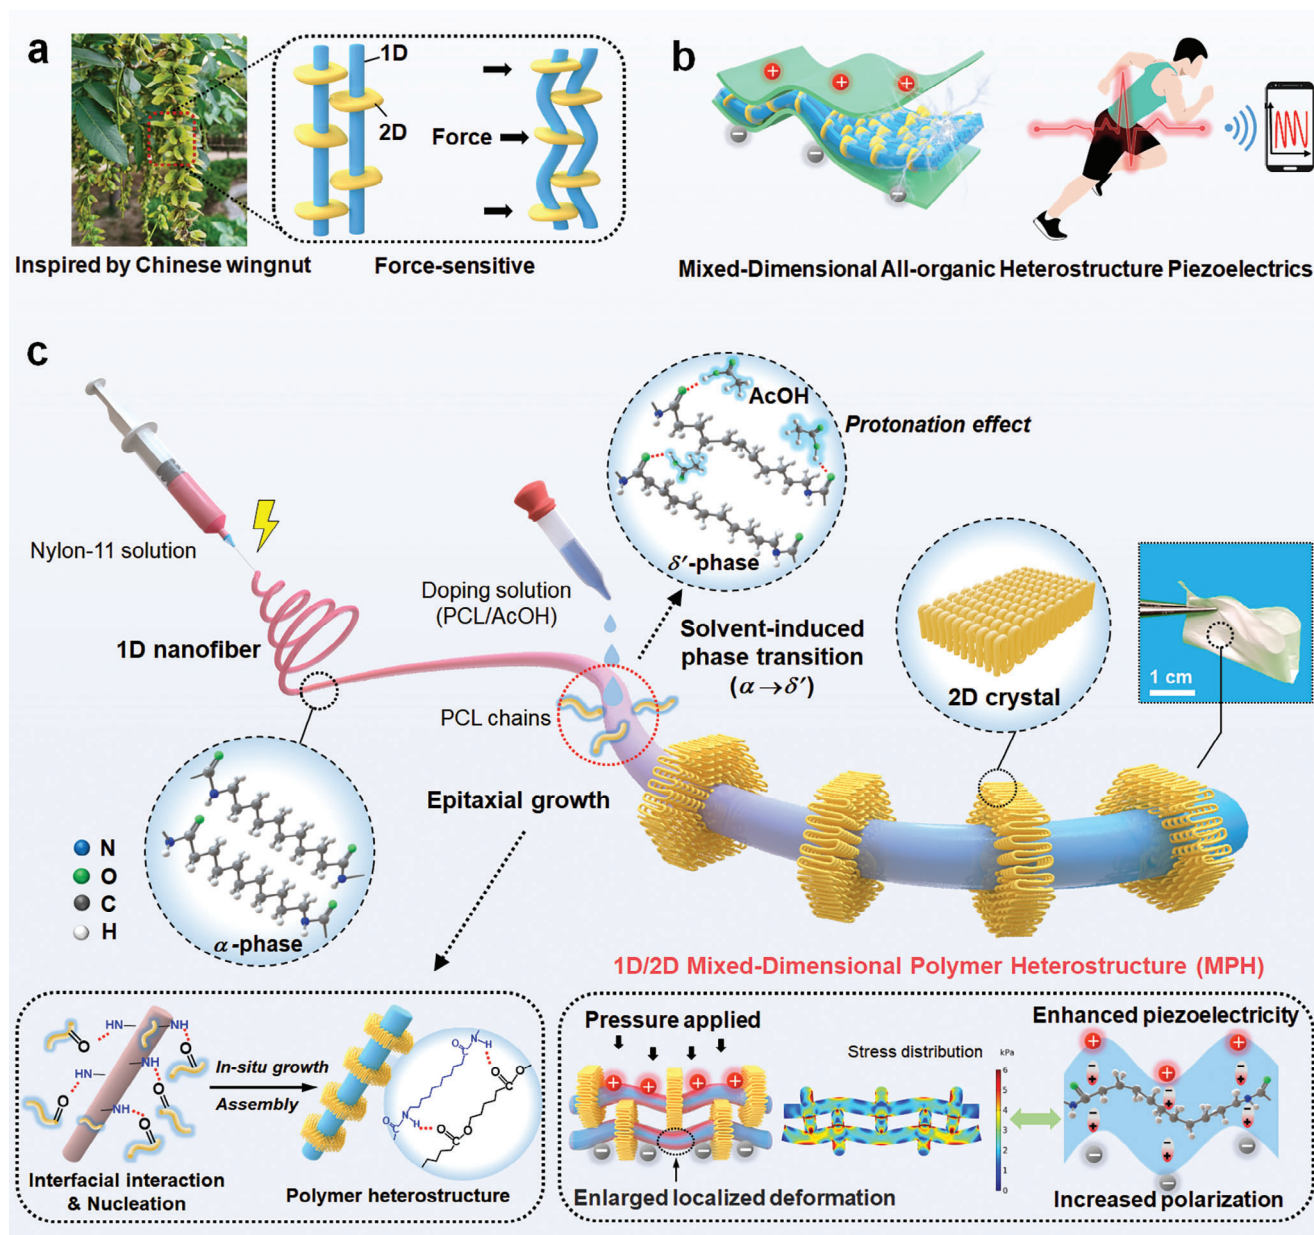 a
1D
2D
Force
Inspired by Chinese wingnut
Force-sensitive
b
+
+
+
−
−
−
Mixed-Dimensional All-organic Heterostructure Piezoelectrics
c
Nylon-11 solution
1D nanofiber
Doping solution
(PCL/AcOH)
PCL chains
AcOH
δ′-phase
Protonation effect
Solvent-induced
phase transition
(α→δ′)
2D crystal
1 cm
Epitaxial growth
N
O
C
H
α-phase
1D/2D Mixed-Dimensional Polymer Heterostructure (MPH)
HN
NH
O
O
HN
NH
O
O
NH
O
In-situ growth
Assembly
Interfacial interaction
& Nucleation
N-H
O
O
C
O
O
N-H
O
C
O
Polymer heterostructure
Pressure applied
+
+
+
+
−
−
−
−
Enlarged localized deformation
Stress distribution
kPa
6
5
4
3
2
1
0
Enhanced piezoelectricity
+
+
+
−
+
−
+
−
+
−
+
−
+
−
+
−
−
−
Increased polarization